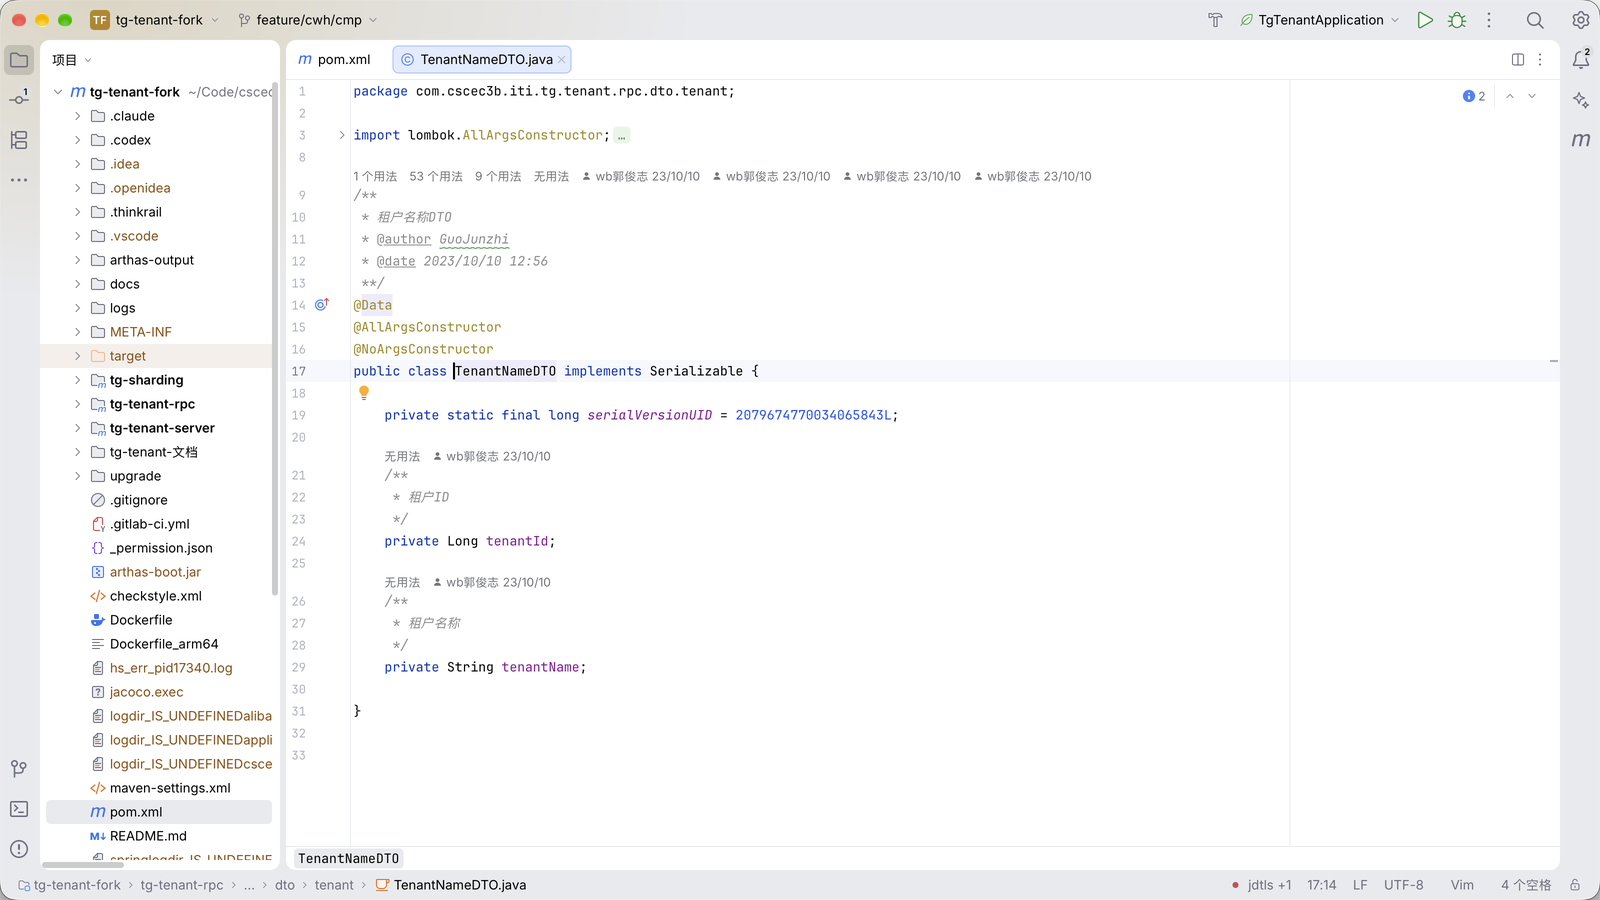 TF tg-tenant-fork feature/cwh/cmp TgTenantApplication
项目
pom.xml TenantNameDTO.java
2
1
tg-tenant-fork ~/Code/csced
.claude
.codex
.idea
.openidea
.thinkrail
.vscode
arthas-output
docs
logs
META-INF
target
tg-sharding
tg-tenant-rpc
tg-tenant-server
tg-tenant-文档
upgrade
.gitignore
.gitlab-ci.yml
_permission.json
arthas-boot.jar
checkstyle.xml
Dockerfile
Dockerfile_arm64
hs_err_pid17340.log
jacoco.exec
logdir_IS_UNDEFINEDaliba
logdir_IS_UNDEFINEDappli
logdir_IS_UNDEFINEDcsce
maven-settings.xml
pom.xml
README.md
springlogdir_IS_UNDEFINE
1 package com.cscec3b.iti.tg.tenant.rpc.dto.tenant;
2
2
3 import lombok.AllArgsConstructor;...
8
1 个用法 53 个用法 9 个用法 无用法 wb郭俊志 23/10/10 wb郭俊志 23/10/10 wb郭俊志 23/10/10 wb郭俊志 23/10/10
9 /**
10 * 租户名称DTO
11 * @author GuoJunzhi
12 * @date 2023/10/10 12:56
13 **/
14 @Data
15 @AllArgsConstructor
16 @NoArgsConstructor
17 public class TenantNameDTO implements Serializable {
18
19 private static final long serialVersionUID = 2079674770034065843L;
20
无用法 wb郭俊志 23/10/10
21 /**
22 * 租户ID
23 */
24 private Long tenantId;
25
无用法 wb郭俊志 23/10/10
26 /**
27 * 租户名称
28 */
29 private String tenantName;
30
31 }
32
33
TenantNameDTO
tg-tenant-fork › tg-tenant-rpc › ... › dto › tenant › TenantNameDTO.java
jdtls +1 17:14 LF UTF-8 Vim 4 个空格